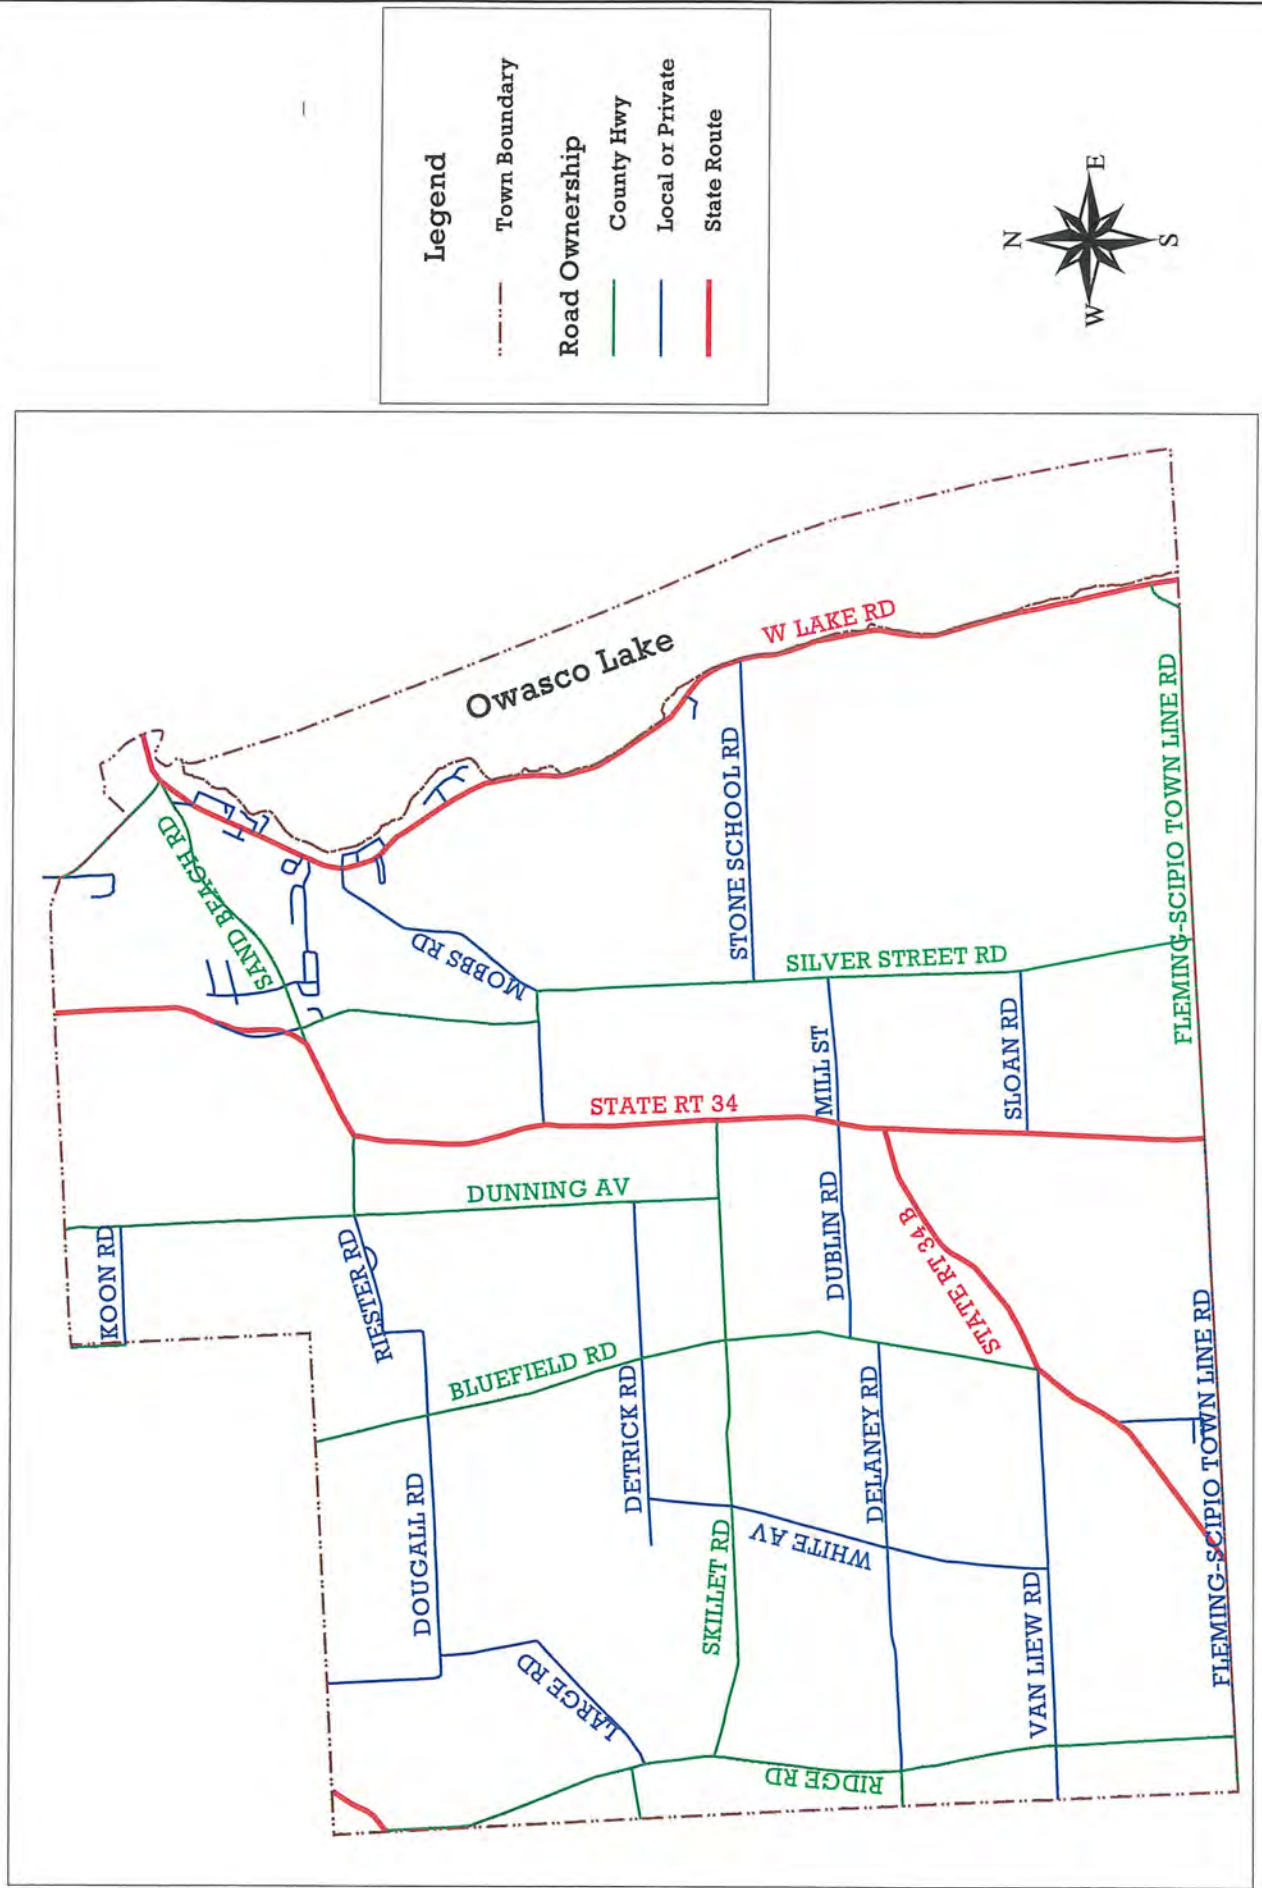 Legend
Town Boundary
Road Ownership
County Hwy
Local or Private
State Route
N
E
S
W
Owasco Lake
W LAKE RD
SAND BEACH RD
MOBBS RD
STONE SCHOOL RD
SILVER STREET RD
FLEMING-SCIPIO TOWN LINE RD
MILL ST
SLOAN RD
STATE RT 34
DUNNING AV
KOON RD
RIESTER RD
DUBLIN RD
STATE RT 34 B
BLUEFIELD RD
DETRICK RD
DELANEY RD
DOUGALL RD
WHITE AV
SKILLET RD
LARGE RD
VAN LIEW RD
FLEMING-SCIPIO TOWN LINE RD
RIDGE RD